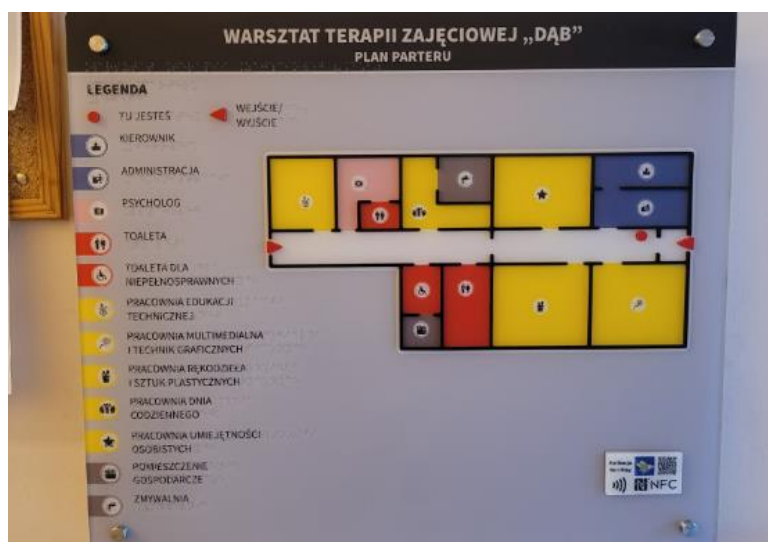 WARSZTAT TERAPII ZAJĘCIOWEJ „DĄB”
PLAN PARTERU
LEGENDA
TU JESTEŚ
WEJŚCIE/
WYJŚCIE
KIEROWNIK
ADMINISTRACJA
PSYCHOLOG
TOALETA
TOALETA DLA
NIEPEŁNOSPRAWNYCH
PRACOWNIA EDUKACJI
TECHNICZNEJ
PRACOWNIA MULTIMEDIALNA
I TECHNIK GRAFICZNYCH
PRACOWNIA RĘKODZIEŁA
I SZTUK PLASTYCZNYCH
PRACOWNIA DNIA
CODZIENNEGO
PRACOWNIA UMIEJĘTNOŚCI
OSOBISTYCH
POMIESZCZENIE
GOSPODARCZE
ZMYWALNIA
NFC